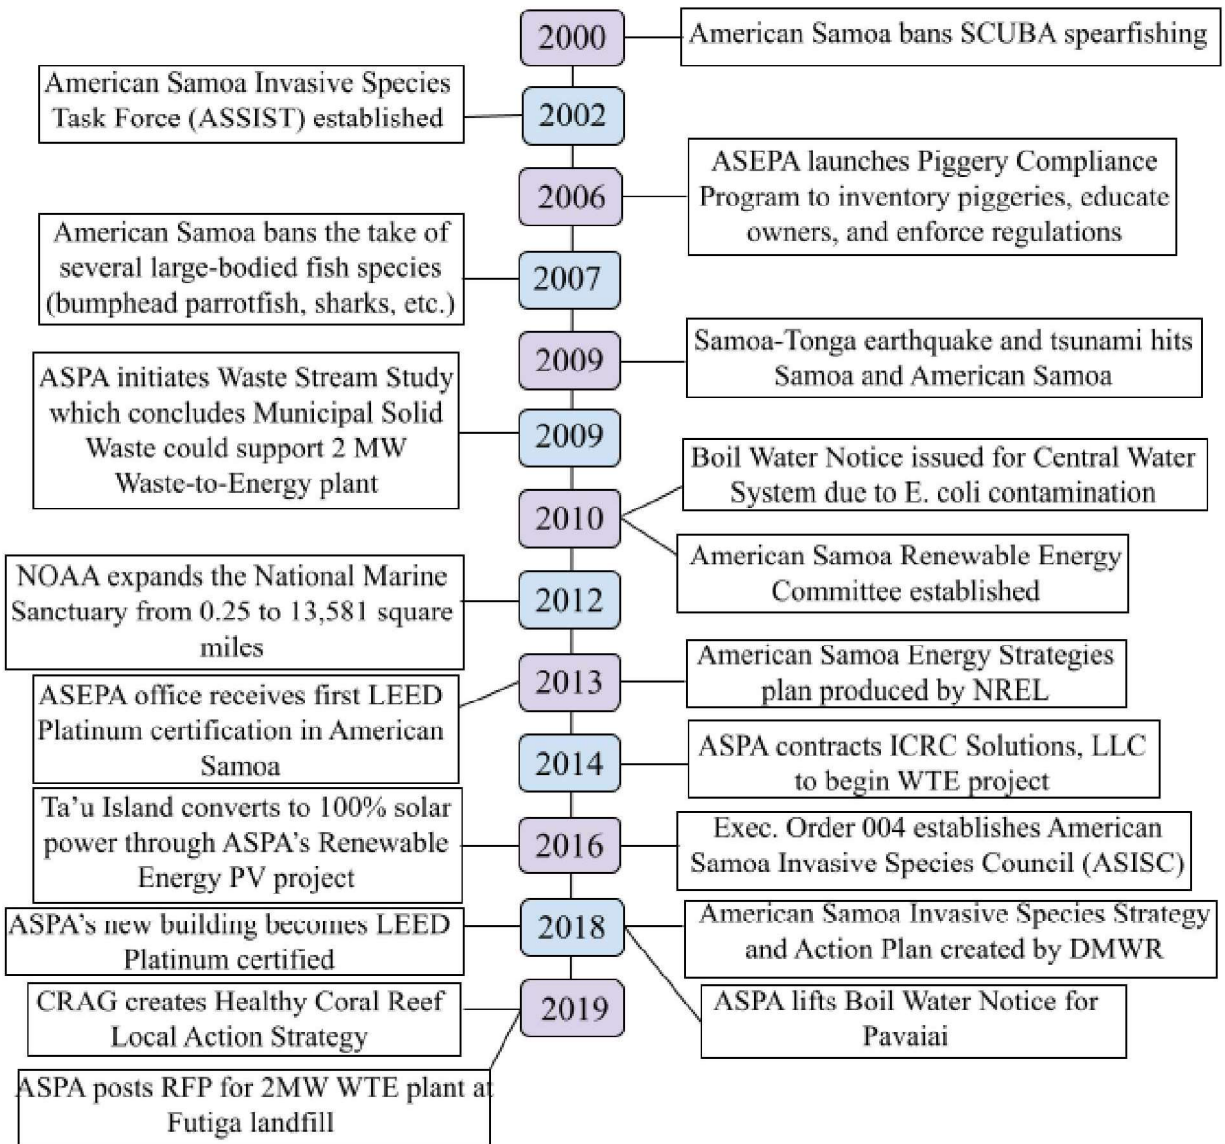 2000
American Samoa bans SCUBA spearfishing
American Samoa Invasive Species
Task Force (ASSIST) established
2002
2006
ASEPA launches Piggery Compliance
Program to inventory piggeries, educate
owners, and enforce regulations
American Samoa bans the take of
several large-bodied fish species
(bumphead parrotfish, sharks, etc.)
2007
2009
Samoa-Tonga earthquake and tsunami hits
Samoa and American Samoa
ASPA initiates Waste Stream Study
which concludes Municipal Solid
Waste could support 2 MW
Waste-to-Energy plant
2009
2010
Boil Water Notice issued for Central Water
System due to E. coli contamination
American Samoa Renewable Energy
Committee established
NOAA expands the National Marine
Sanctuary from 0.25 to 13,581 square
miles
2012
2013
American Samoa Energy Strategies
plan produced by NREL
ASEPA office receives first LEED
Platinum certification in American
Samoa
2014
ASPA contracts ICRC Solutions, LLC
to begin WTE project
Ta’u Island converts to 100% solar
power through ASPA’s Renewable
Energy PV project
2016
Exec. Order 004 establishes American
Samoa Invasive Species Council (ASISC)
ASPA’s new building becomes LEED
Platinum certified
2018
American Samoa Invasive Species Strategy
and Action Plan created by DMWR
ASPA lifts Boil Water Notice for
Pavaiai
CRAG creates Healthy Coral Reef
Local Action Strategy
2019
ASPA posts RFP for 2MW WTE plant at
Futiga landfill